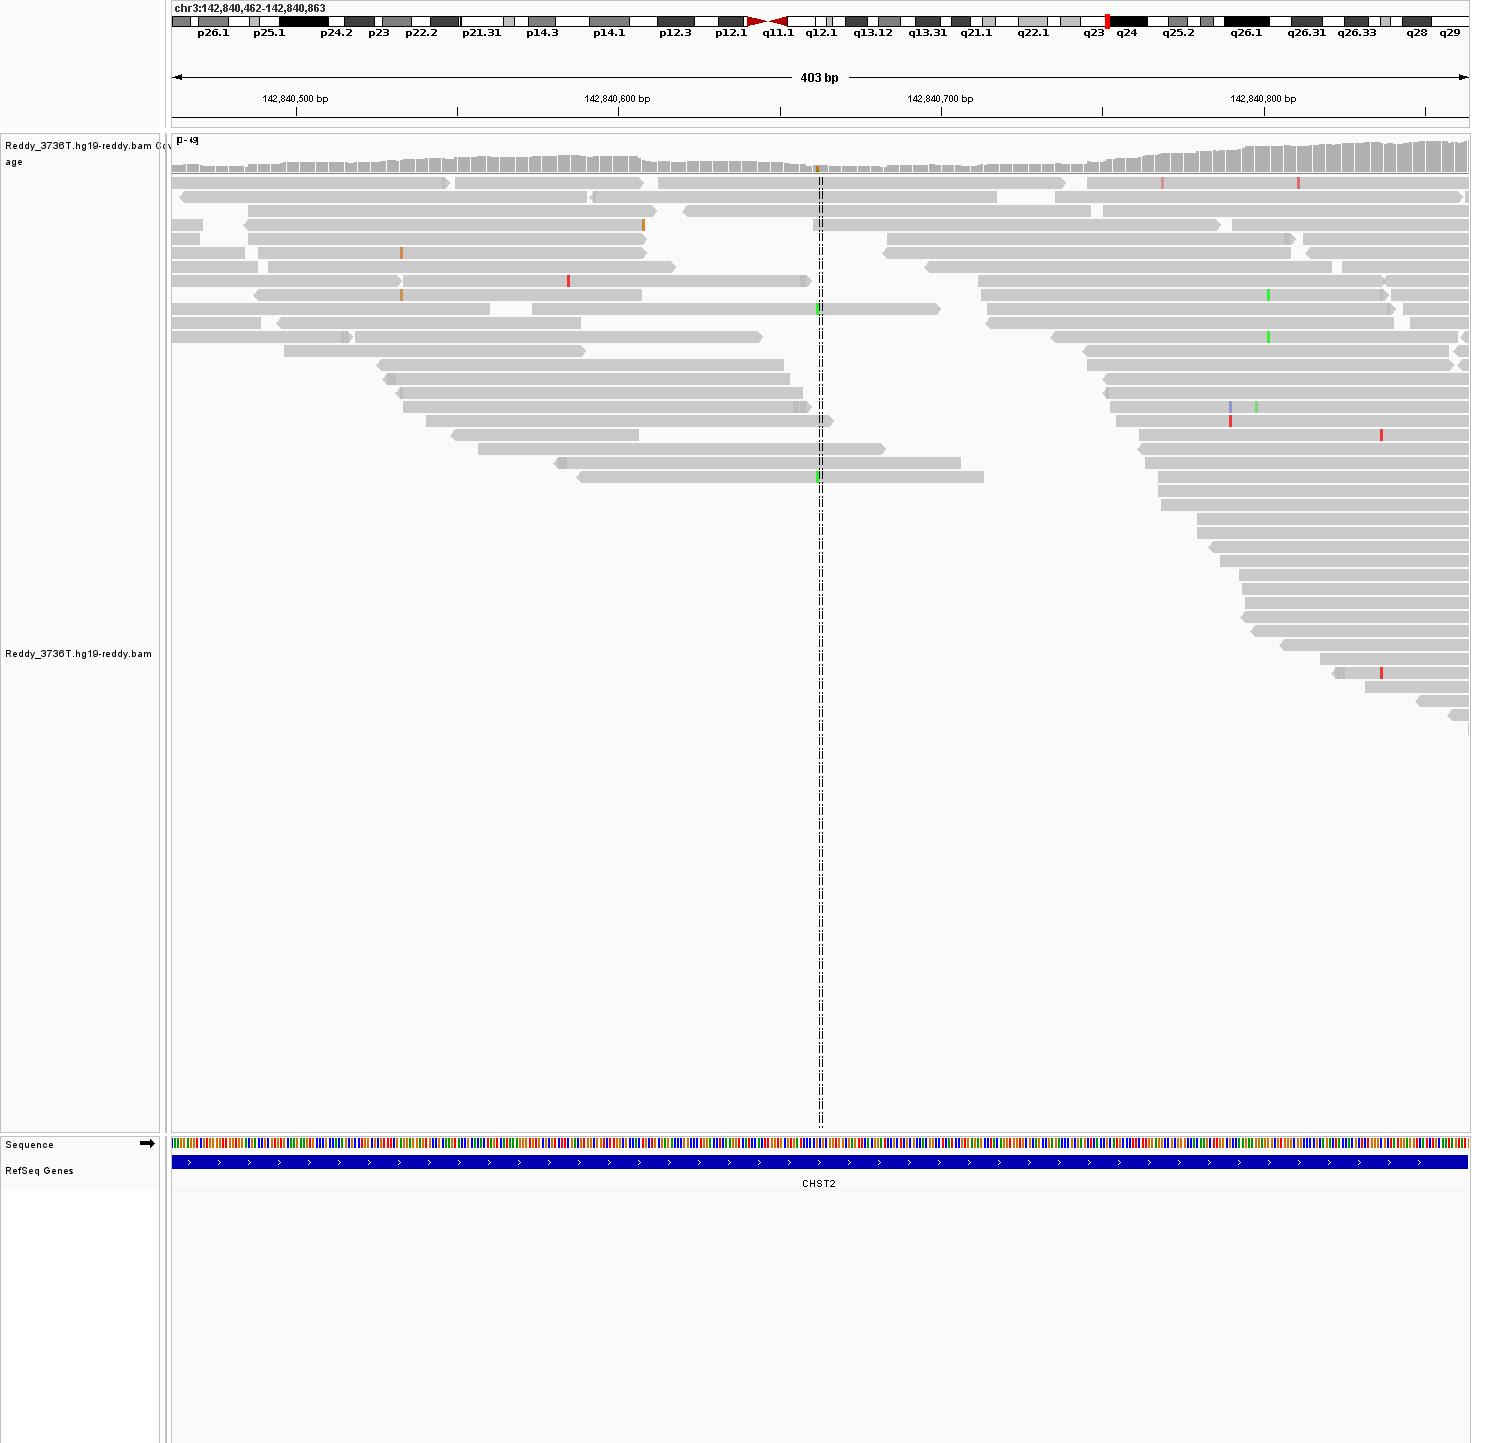 chr3:142,840,462-142,840,863
p26.1 p25.1 p24.2 p23 p22.2 p21.31 p14.3 p14.1 p12.3 p12.1 q11.1 q12.1 q13.12 q13.31 q21.1 q22.1 q23 q24 q25.2 q26.1 q26.31 q26.33 q28 q29
403 bp
142,840,500 bp 142,840,600 bp 142,840,700 bp 142,840,800 bp
Reddy_3736T.hg19-reddy.bam Cov
age
Reddy_3736T.hg19-reddy.bam
Sequence
RefSeq Genes
CHST2